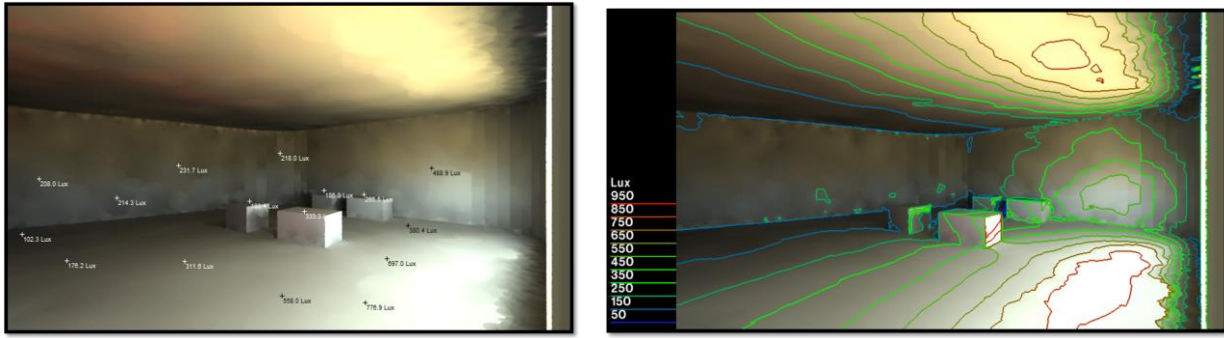 218.0 Lux
231.7 Lux
488.9 Lux
208.0 Lux
214.3 Lux
102.3 Lux
380.4 Lux
176.2 Lux
311.6 Lux
697.0 Lux
558.0 Lux
776.9 Lux
Lux
950
850
750
650
550
450
350
250
150
50